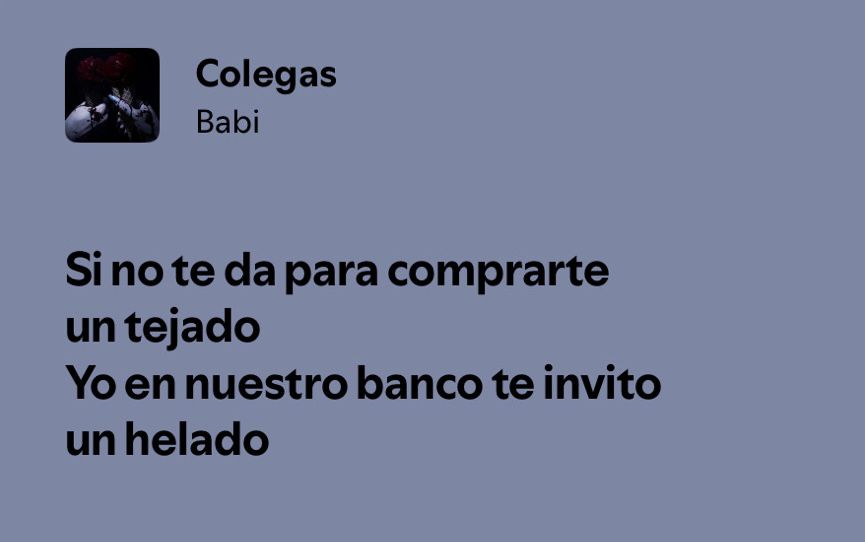 Colegas
Babi
Si no te da para comprarte
un tejado
Yo en nuestro banco te invito
un helado